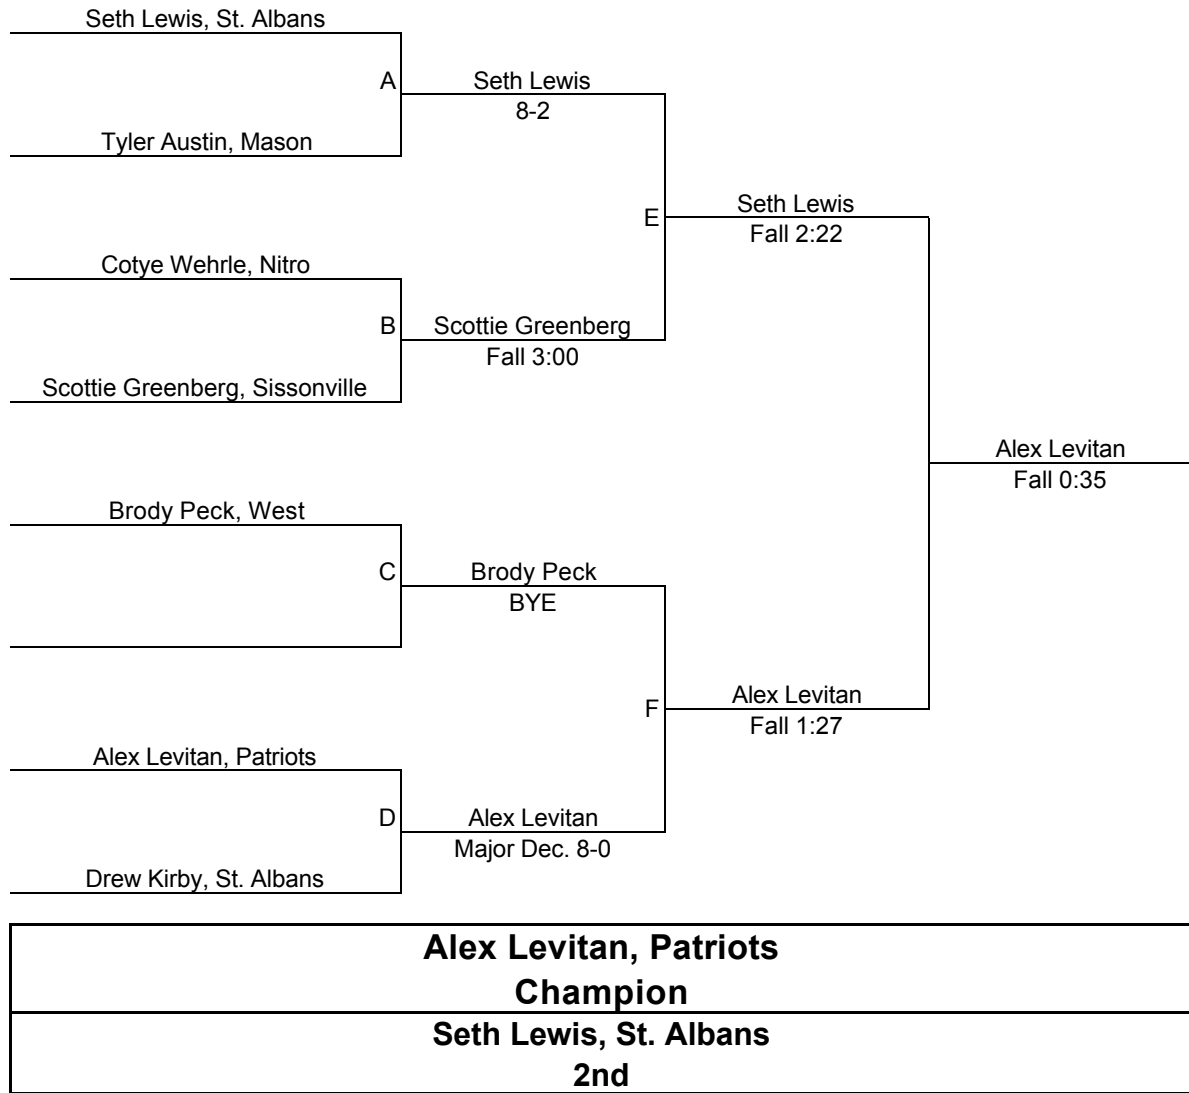 Seth Lewis, St. Albans
A
Seth Lewis
8-2
Tyler Austin, Mason
E
Seth Lewis
Fall 2:22
Cotye Wehrle, Nitro
B
Scottie Greenberg
Fall 3:00
Scottie Greenberg, Sissonville
Alex Levitan
Fall 0:35
Brody Peck, West
C
Brody Peck
BYE
F
Alex Levitan
Fall 1:27
Alex Levitan, Patriots
D
Alex Levitan
Major Dec. 8-0
Drew Kirby, St. Albans
Alex Levitan, Patriots
Champion
Seth Lewis, St. Albans
2nd